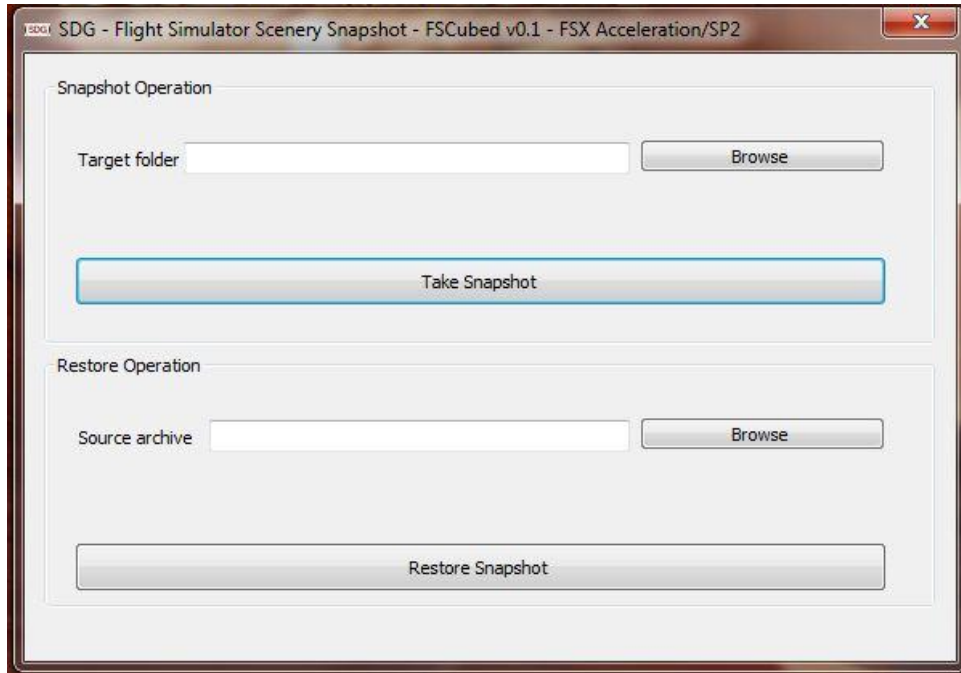 SDG SDG - Flight Simulator Scenery Snapshot - FSCubed v0.1 - FSX Acceleration/SP2
Snapshot Operation
Target folder Browse
Take Snapshot
Restore Operation
Source archive Browse
Restore Snapshot